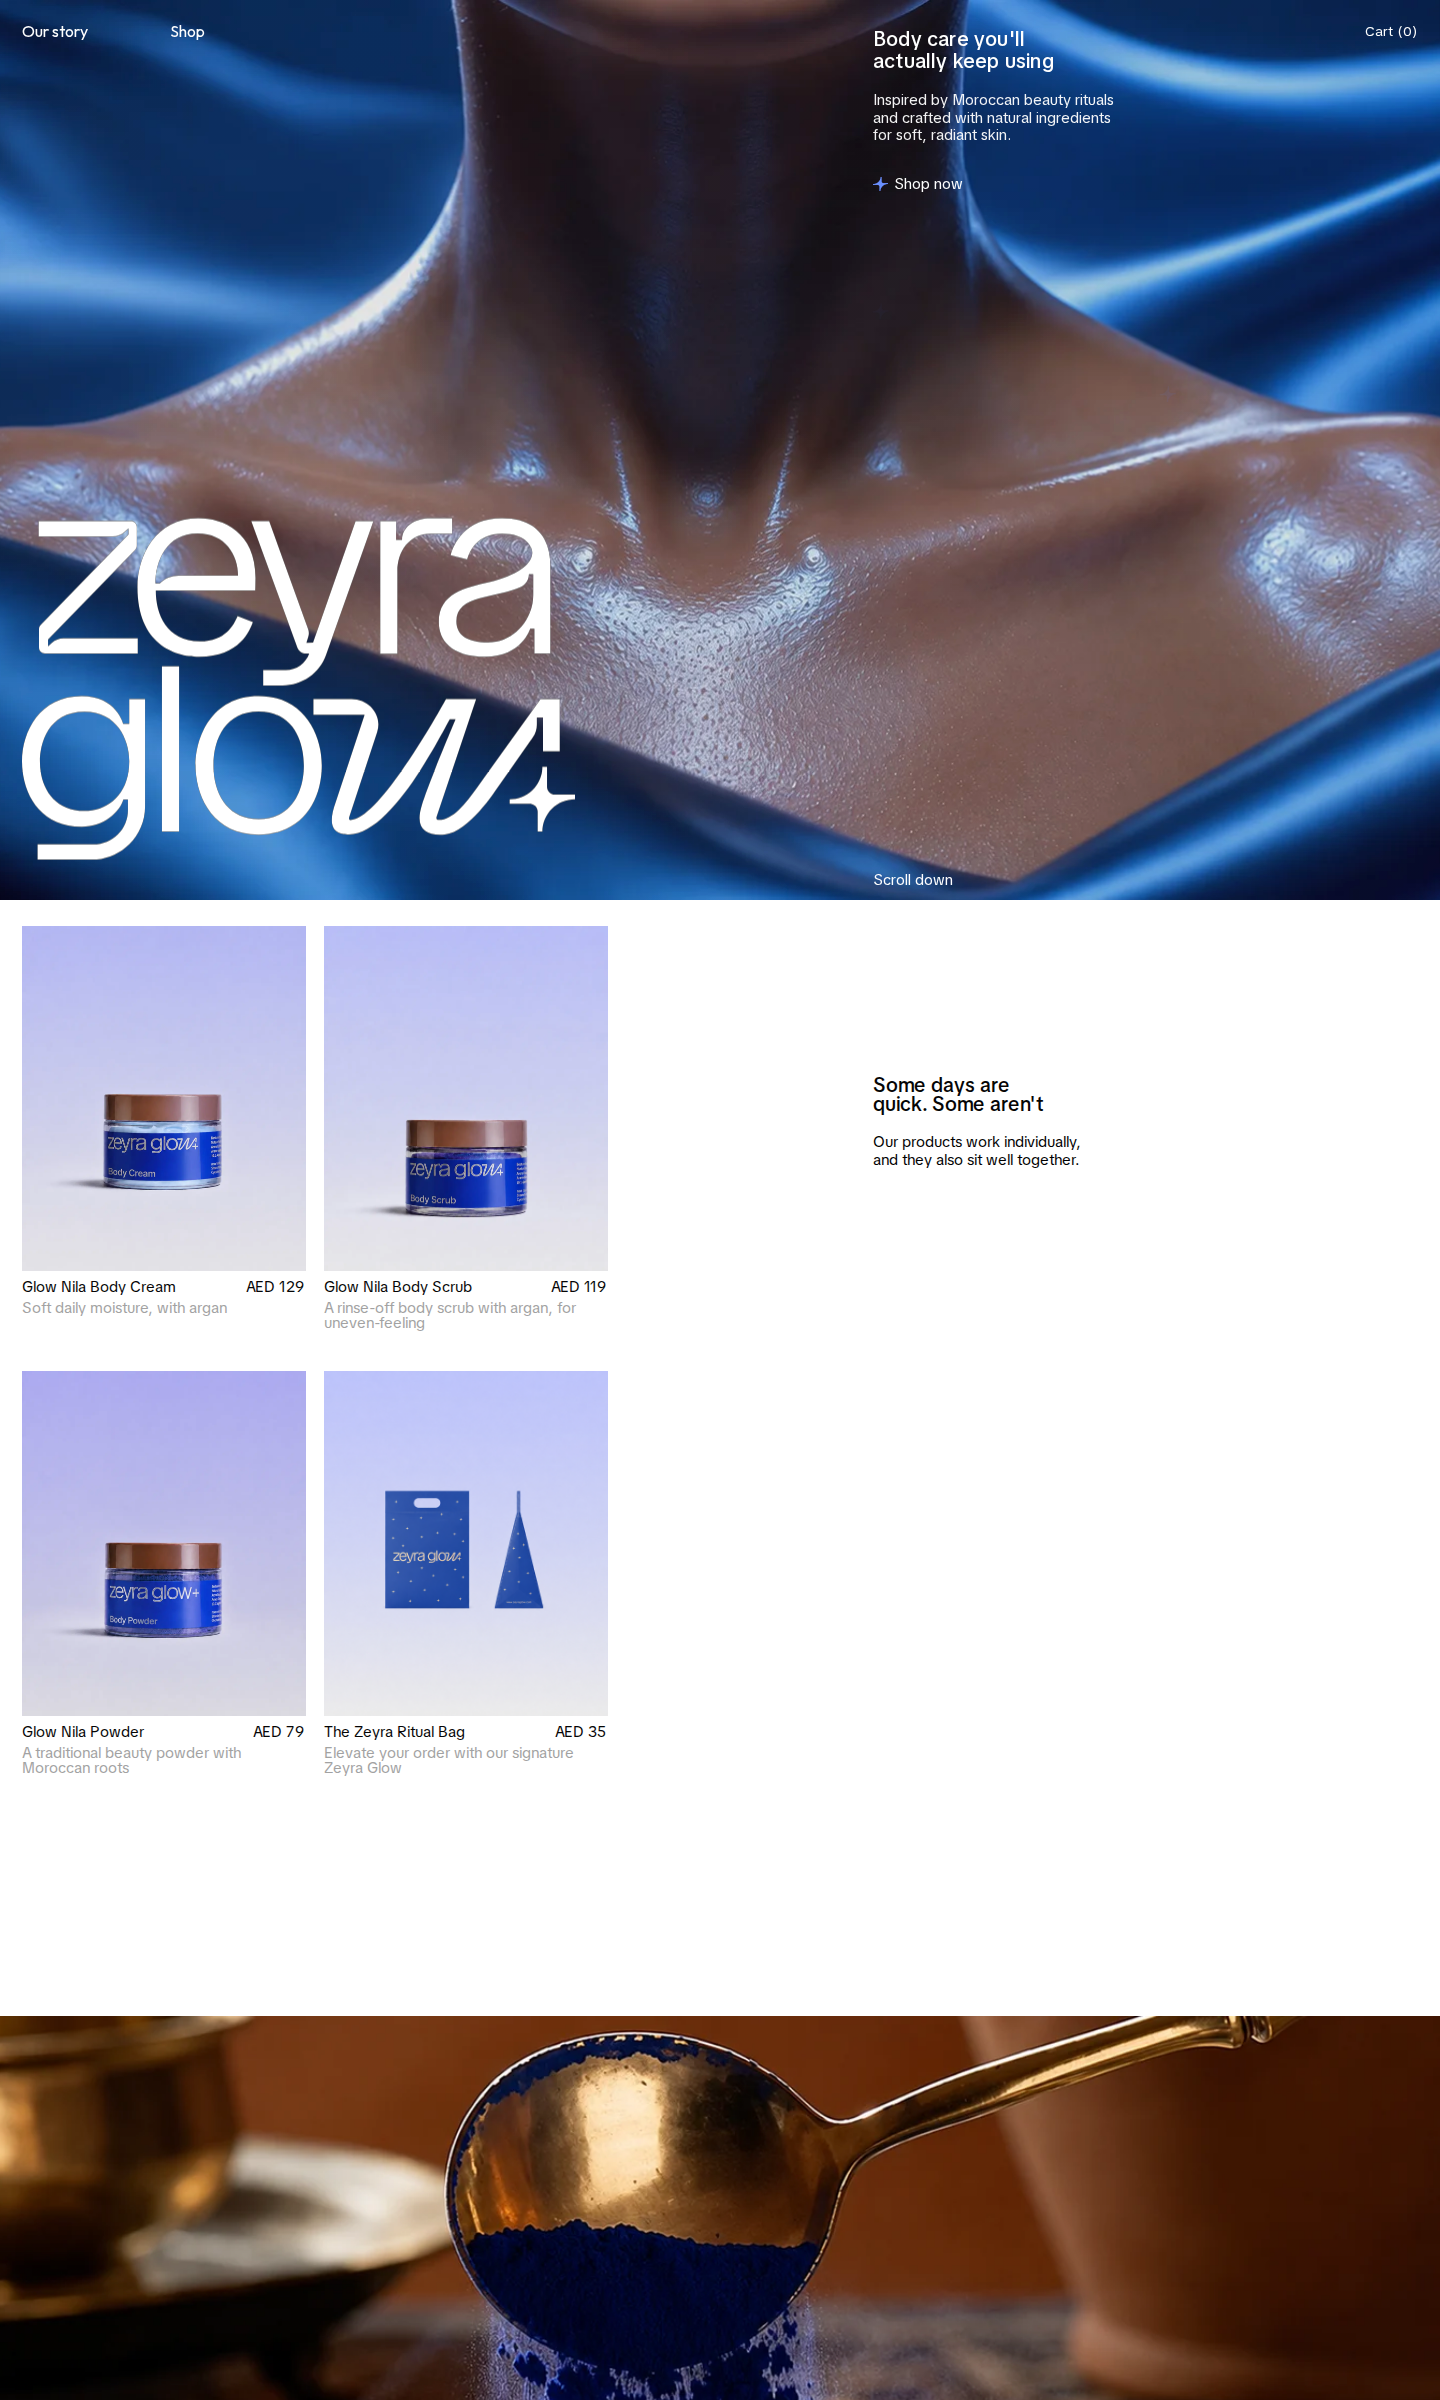 Our story
Shop
Cart (0)
Body care you'll
actually keep using
Inspired by Moroccan beauty rituals
and crafted with natural ingredients
for soft, radiant skin.
Shop now
zeyra
glow
Scroll down
zeyra glow
Body Cream
zeyra glow
Body Scrub
Glow Nila Body Cream
AED 129
Soft daily moisture, with argan
Glow Nila Body Scrub
AED 119
A rinse-off body scrub with argan, for
uneven-feeling
Some days are
quick. Some aren't
Our products work individually,
and they also sit well together.
zeyra glow+
Body Powder
zeyra glow
Glow Nila Powder
AED 79
A traditional beauty powder with
Moroccan roots
The Zeyra Ritual Bag
AED 35
Elevate your order with our signature
Zeyra Glow